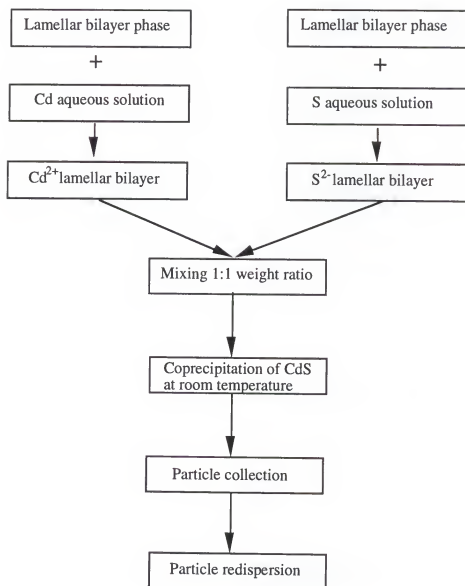 Lamellar bilayer phase
Lamellar bilayer phase
+
+
Cd aqueous solution
S aqueous solution
Cd²⁺lamellar bilayer
S²⁻lamellar bilayer
Mixing 1:1 weight ratio
Coprecipitation of CdS
at room temperature
Particle collection
Particle redispersion